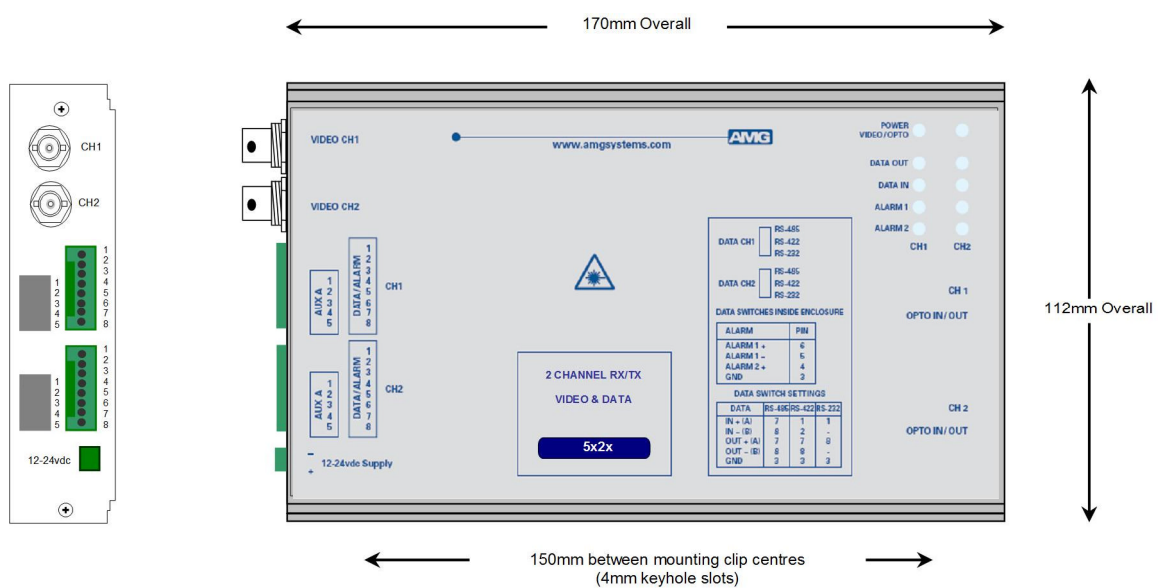 170mm Overall
CH1
CH2
1
2
3
4
5
6
7
8
1
2
3
4
5
1
2
3
4
5
6
7
8
1
2
3
4
5
12-24vdc
VIDEO CH1
www.amgsystems.com
AMG
VIDEO CH2
AUX A
1
2
3
4
5
DATA/ALARM
1
2
3
4
5
6
7
8
CH1
AUX A
1
2
3
4
5
DATA/ALARM
1
2
3
4
5
6
7
8
CH2
–
+
12-24vdc Supply
2 CHANNEL RX/TX
VIDEO & DATA
5x2x
POWER
VIDEO/OPTO
DATA OUT
DATA IN
ALARM 1
ALARM 2
CH1 CH2
DATA CH1
RS-485
RS-422
RS-232
DATA CH2
RS-485
RS-422
RS-232
DATA SWITCHES INSIDE ENCLOSURE
ALARM PIN
ALARM 1 + 6
ALARM 1 – 5
ALARM 2 + 4
GND 3
DATA SWITCH SETTINGS
DATA RS-485 RS-422 RS-232
IN + (A) 7 1 1
IN – (B) 8 2 -
OUT + (A) 7 7 8
OUT – (B) 8 8 -
GND 3 3 3
CH 1
OPTO IN/OUT
CH 2
OPTO IN/OUT
112mm Overall
150mm between mounting clip centres
(4mm keyhole slots)